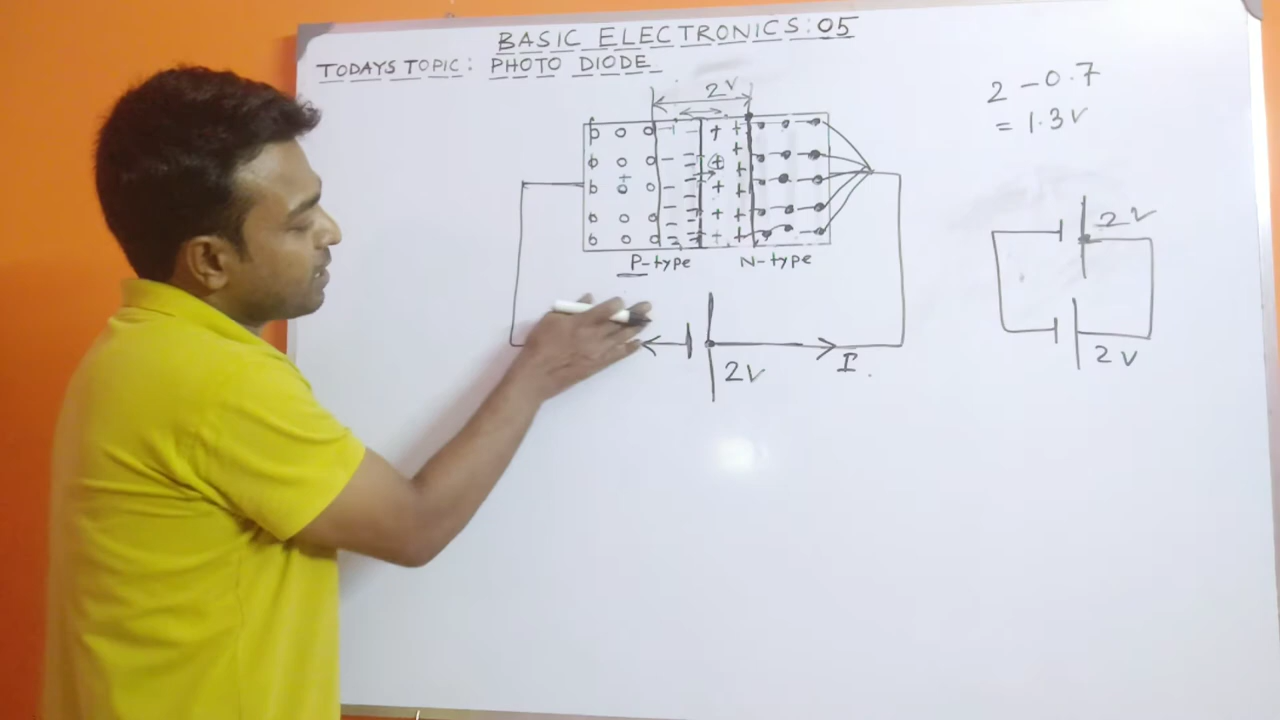 BASIC ELECTRONICS: 05
TODAYS TOPIC: PHOTO DIODE
2V
2 - 0.7
= 1.3V
P-type N-type
2V
I.
2V
2V